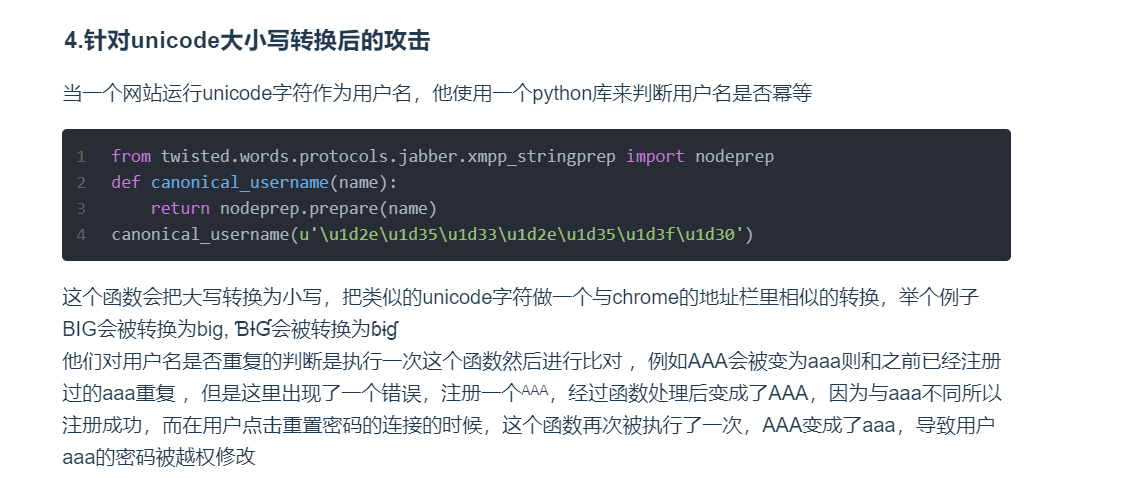 4.针对unicode大小写转换后的攻击
当一个网站运行unicode字符作为用户名，他使用一个python库来判断用户名是否幂等
1 from twisted.words.protocols.jabber.xmpp_stringprep import nodeprep
2 def canonical_username(name):
3     return nodeprep.prepare(name)
4 canonical_username(u'\u1d2e\u1d35\u1d33\u1d2e\u1d35\u1d3f\u1d30')
这个函数会把大写转换为小写，把类似的unicode字符做一个与chrome的地址栏里相似的转换，举个例子
BIG会被转换为big, ƁƗƓ会被转换为ɓɨɠ
他们对用户名是否重复的判断是执行一次这个函数然后进行比对 ，例如AAA会被变为aaa则和之前已经注册
过的aaa重复 ，但是这里出现了一个错误，注册一个ᴬᴬᴬ，经过函数处理后变成了AAA，因为与aaa不同所以
注册成功，而在用户点击重置密码的连接的时候，这个函数再次被执行了一次，AAA变成了aaa，导致用户
aaa的密码被越权修改